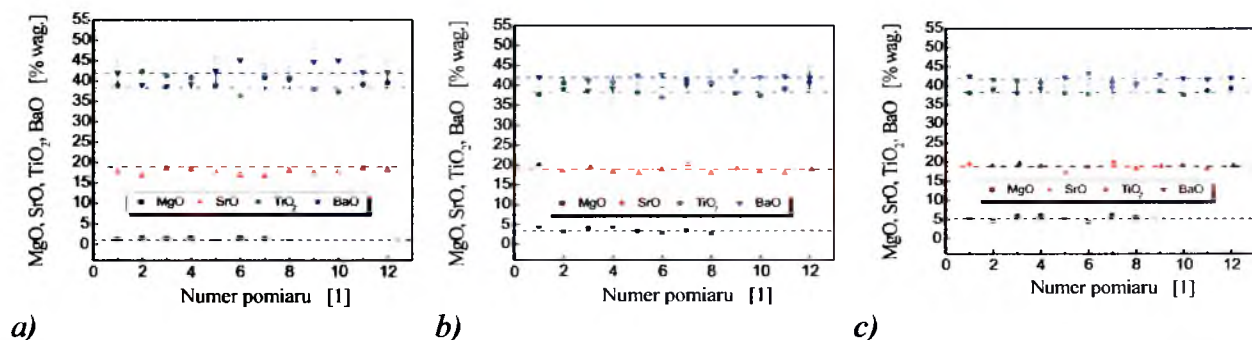 MgO, SrO, TiO₂, BaO [% wag.]
55
50
45
40
35
30
25
20
15
10
5
0
MgO SrO TiO₂ BaO
0 2 4 6 8 10 12
Numer pomiaru [1]
a)
MgO, SrO, TiO₂, BaO [% wag.]
55
50
45
40
35
30
25
20
15
10
5
0
MgO SrO TiO₂ BaO
0 2 4 6 8 10 12
Numer pomiaru [1]
b)
MgO, SrO, TiO₂, BaO [% wag.]
55
50
45
40
35
30
25
20
15
10
5
0
MgO SrO TiO₂ BaO
0 2 4 6 8 10 12
Numer pomiaru [1]
c)